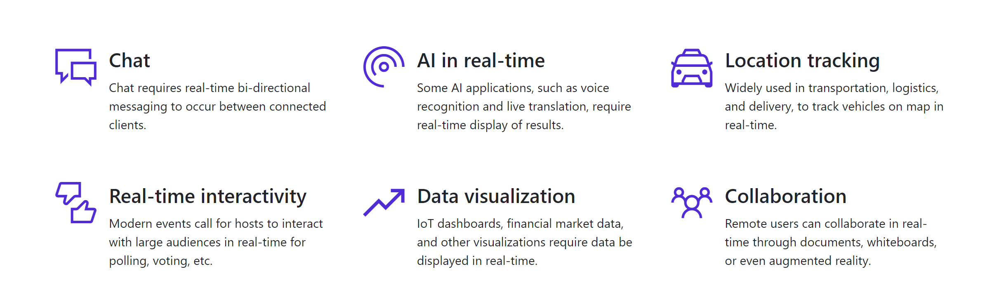 Chat
Chat requires real-time bi-directional
messaging to occur between connected
clients.
AI in real-time
Some AI applications, such as voice
recognition and live translation, require
real-time display of results.
Location tracking
Widely used in transportation, logistics,
and delivery, to track vehicles on map in
real-time.
Real-time interactivity
Modern events call for hosts to interact
with large audiences in real-time for
polling, voting, etc.
Data visualization
IoT dashboards, financial market data,
and other visualizations require data be
displayed in real-time.
Collaboration
Remote users can collaborate in real-
time through documents, whiteboards,
or even augmented reality.